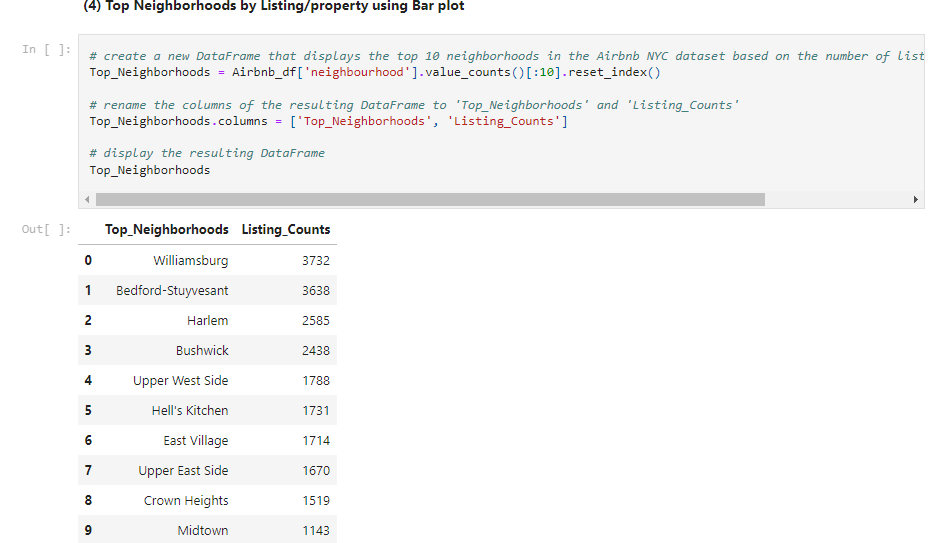 (4) Top Neighborhoods by Listing/property using Bar plot
In [ ]:
# create a new DataFrame that displays the top 10 neighborhoods in the Airbnb NYC dataset based on the number of list
Top_Neighborhoods = Airbnb_df['neighbourhood'].value_counts()[:10].reset_index()
# rename the columns of the resulting DataFrame to 'Top_Neighborhoods' and 'Listing_Counts'
Top_Neighborhoods.columns = ['Top_Neighborhoods', 'Listing_Counts']
# display the resulting DataFrame
Top_Neighborhoods
Out[ ]:
Top_Neighborhoods Listing_Counts
0 Williamsburg 3732
1 Bedford-Stuyvesant 3638
2 Harlem 2585
3 Bushwick 2438
4 Upper West Side 1788
5 Hell's Kitchen 1731
6 East Village 1714
7 Upper East Side 1670
8 Crown Heights 1519
9 Midtown 1143